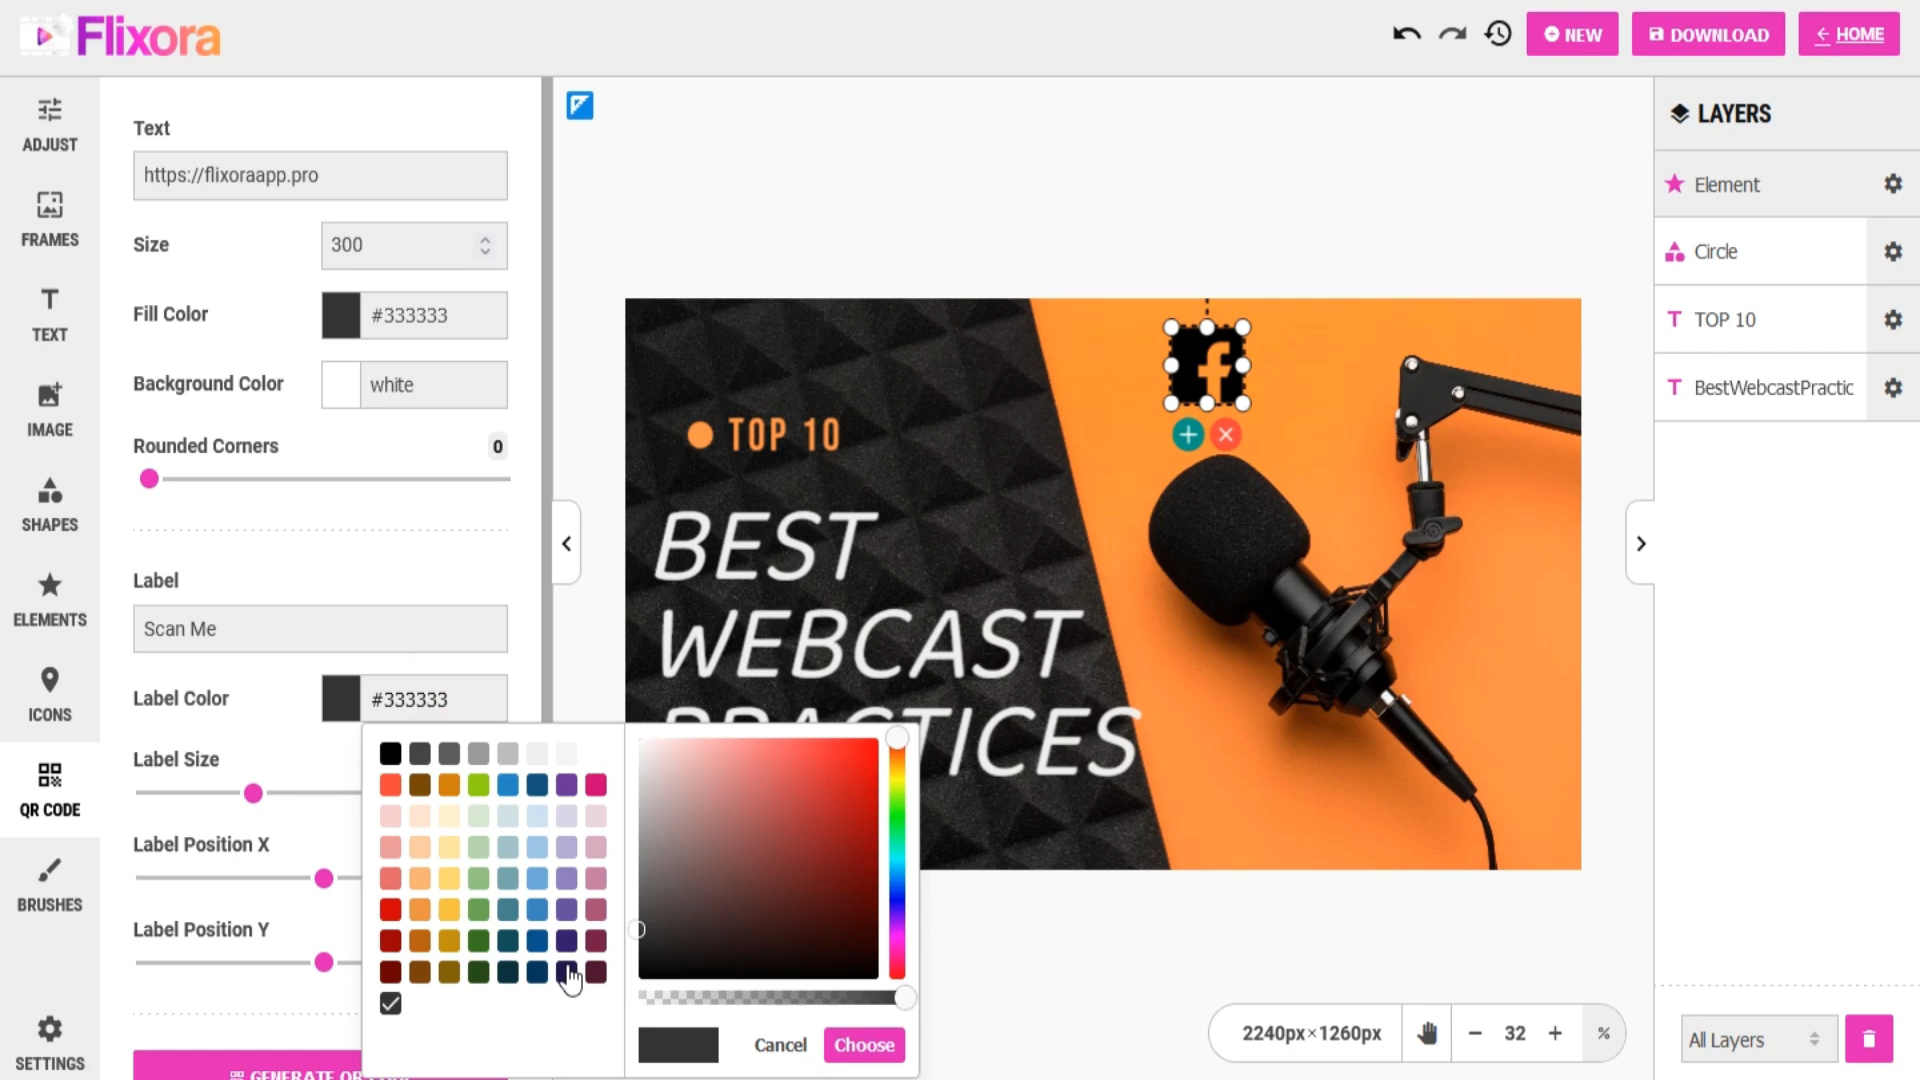 Flixora
NEW
DOWNLOAD
HOME
ADJUST
FRAMES
TEXT
IMAGE
SHAPES
ELEMENTS
ICONS
QR CODE
BRUSHES
SETTINGS
Text
https://flixoraapp.pro
Size
300
Fill Color
#333333
Background Color
white
Rounded Corners
0
Label
Scan Me
Label Color
#333333
Label Size
Label Position X
Label Position Y
Cancel
Choose
TOP 10
BEST
WEBCAST
PRACTICES
2240px×1260px
32
%
LAYERS
Element
Circle
TOP 10
BestWebcastPractic
All Layers